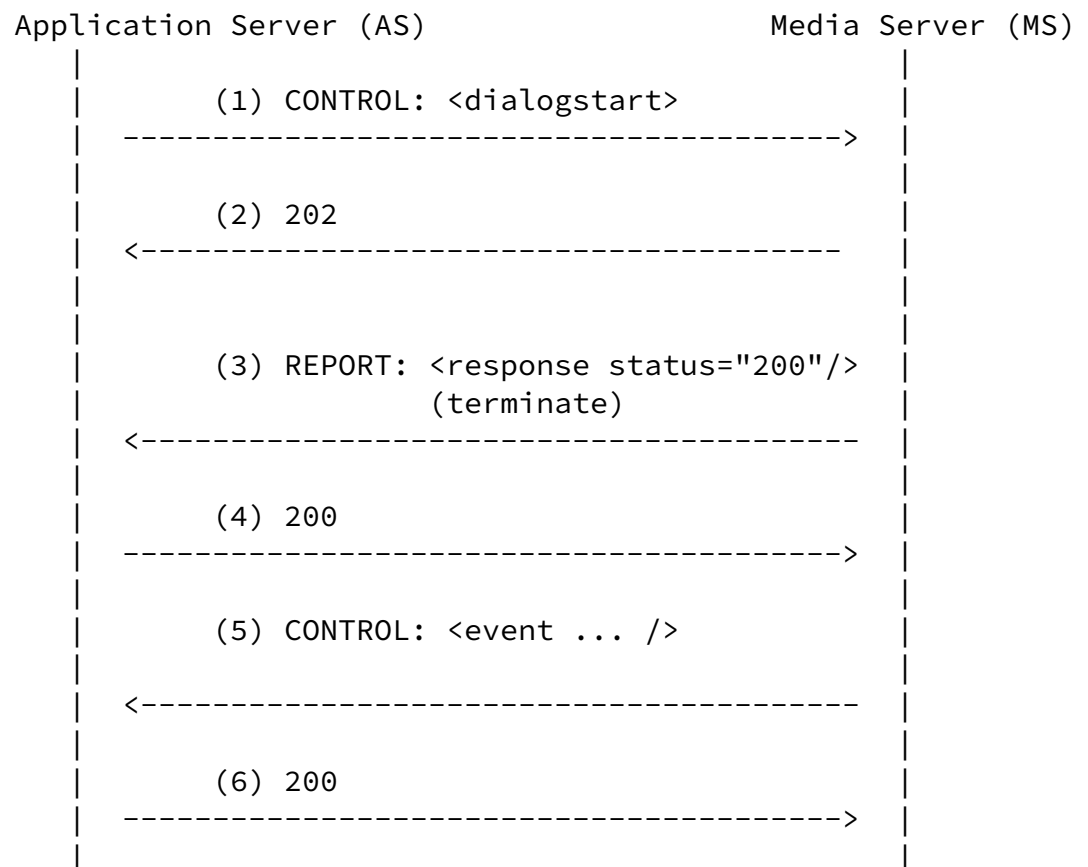 Application Server (AS) Media Server (MS)
(1) CONTROL: <dialogstart>
(2) 202
(3) REPORT: <response status="200"/>
(terminate)
(4) 200
(5) CONTROL: <event ... />
(6) 200